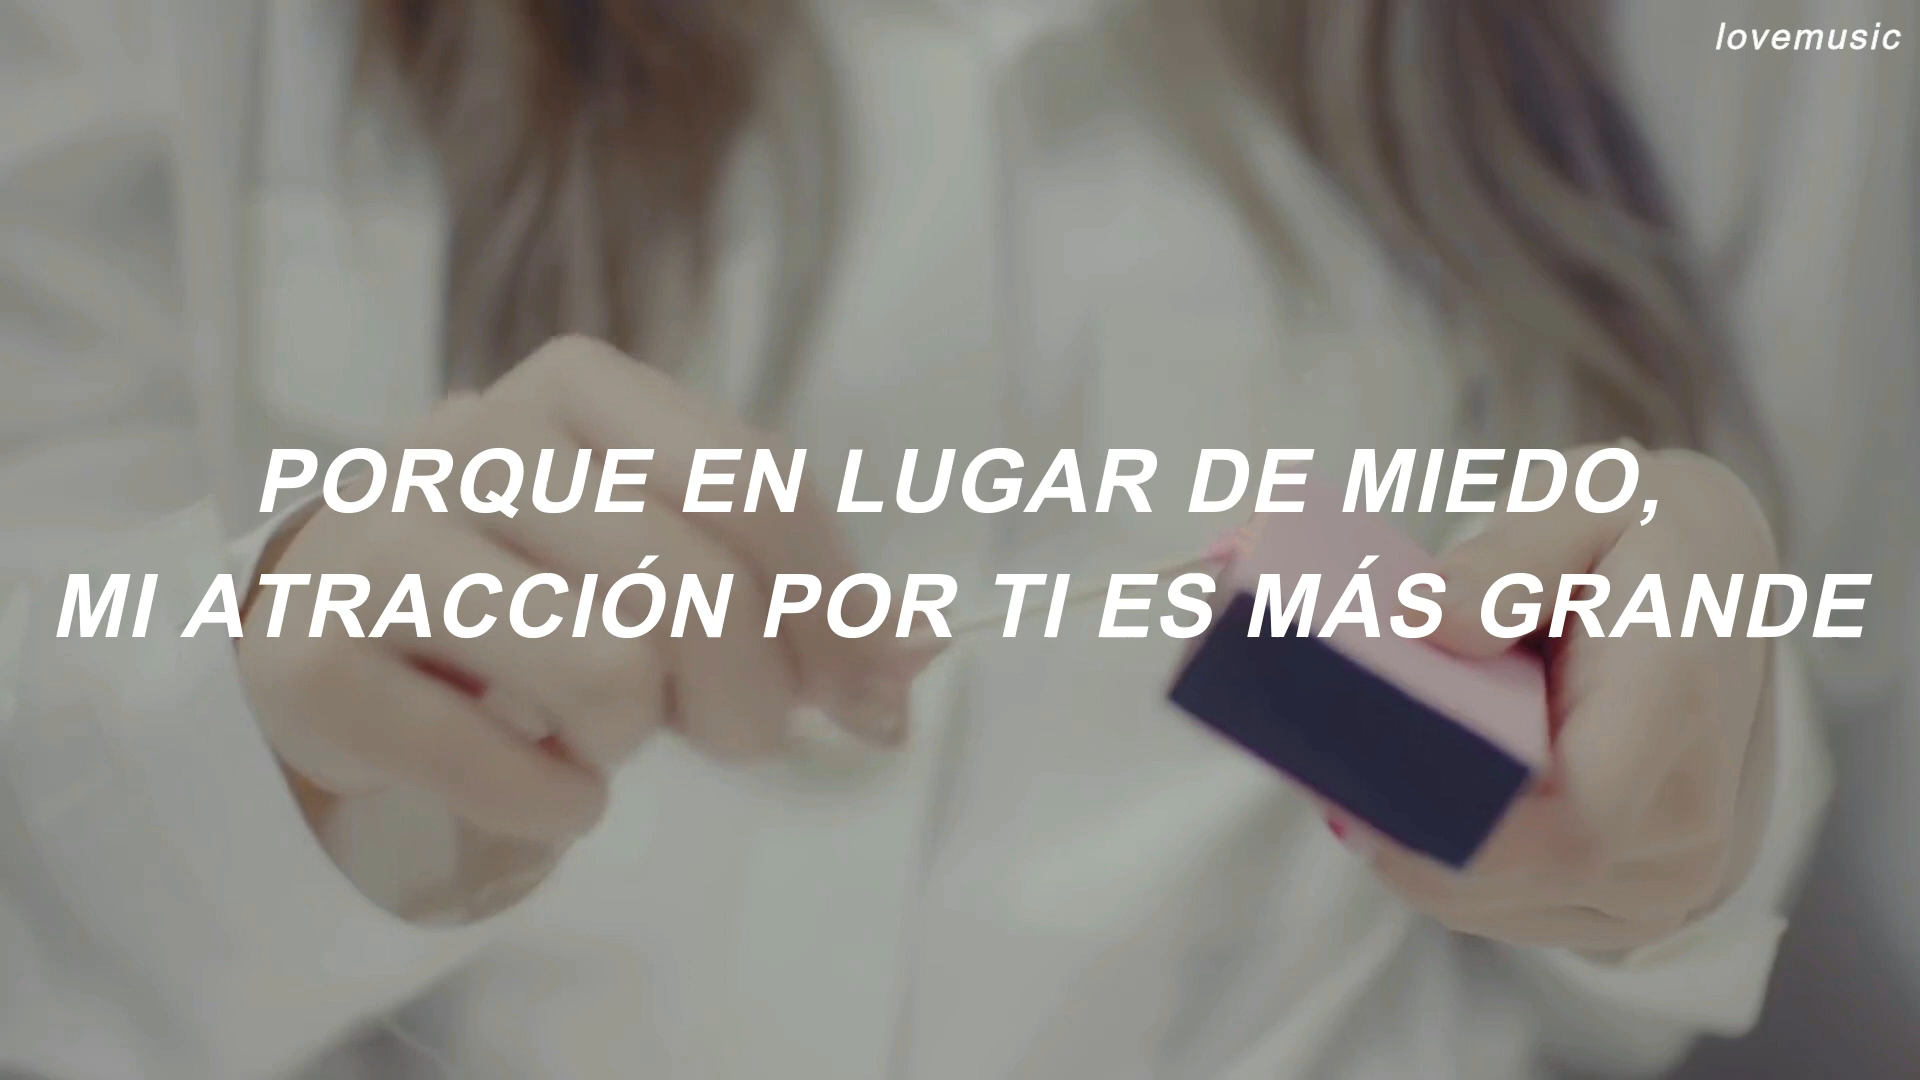 lovemusic
PORQUE EN LUGAR DE MIEDO,
MI ATRACCIÓN POR TI ES MÁS GRANDE